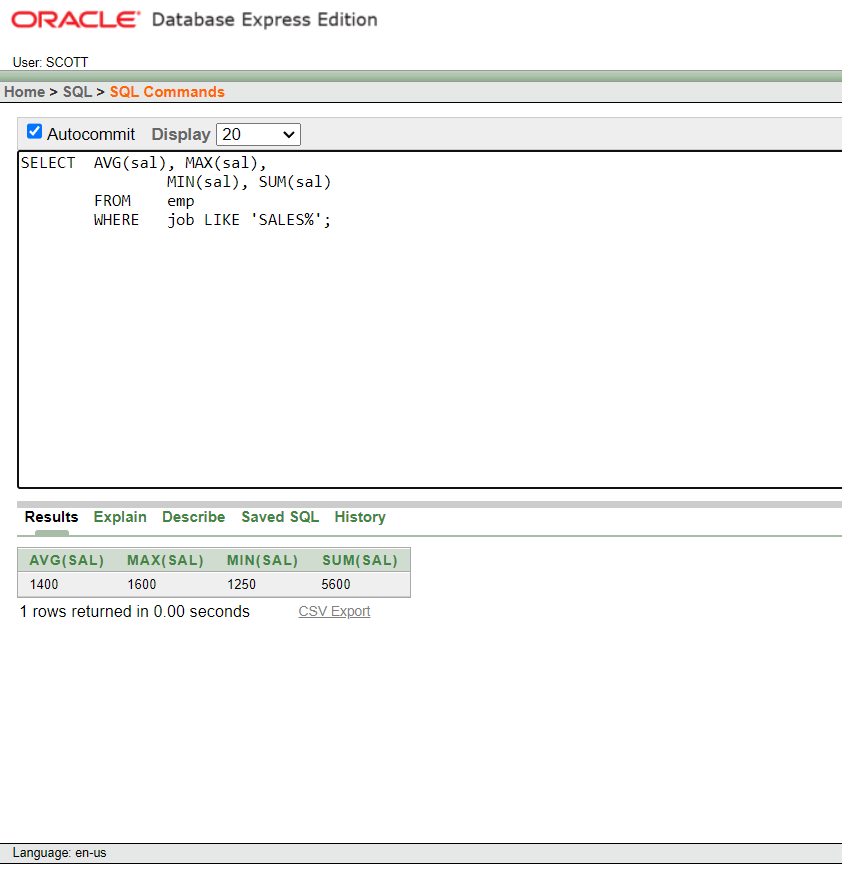 ORACLE® Database Express Edition
User: SCOTT
Home > SQL > SQL Commands
Autocommit Display 20
SELECT AVG(sal), MAX(sal),
MIN(sal), SUM(sal)
FROM emp
WHERE job LIKE 'SALES%';
Results Explain Describe Saved SQL History
AVG(SAL) MAX(SAL) MIN(SAL) SUM(SAL)
1400 1600 1250 5600
1 rows returned in 0.00 seconds CSV Export
Language: en-us